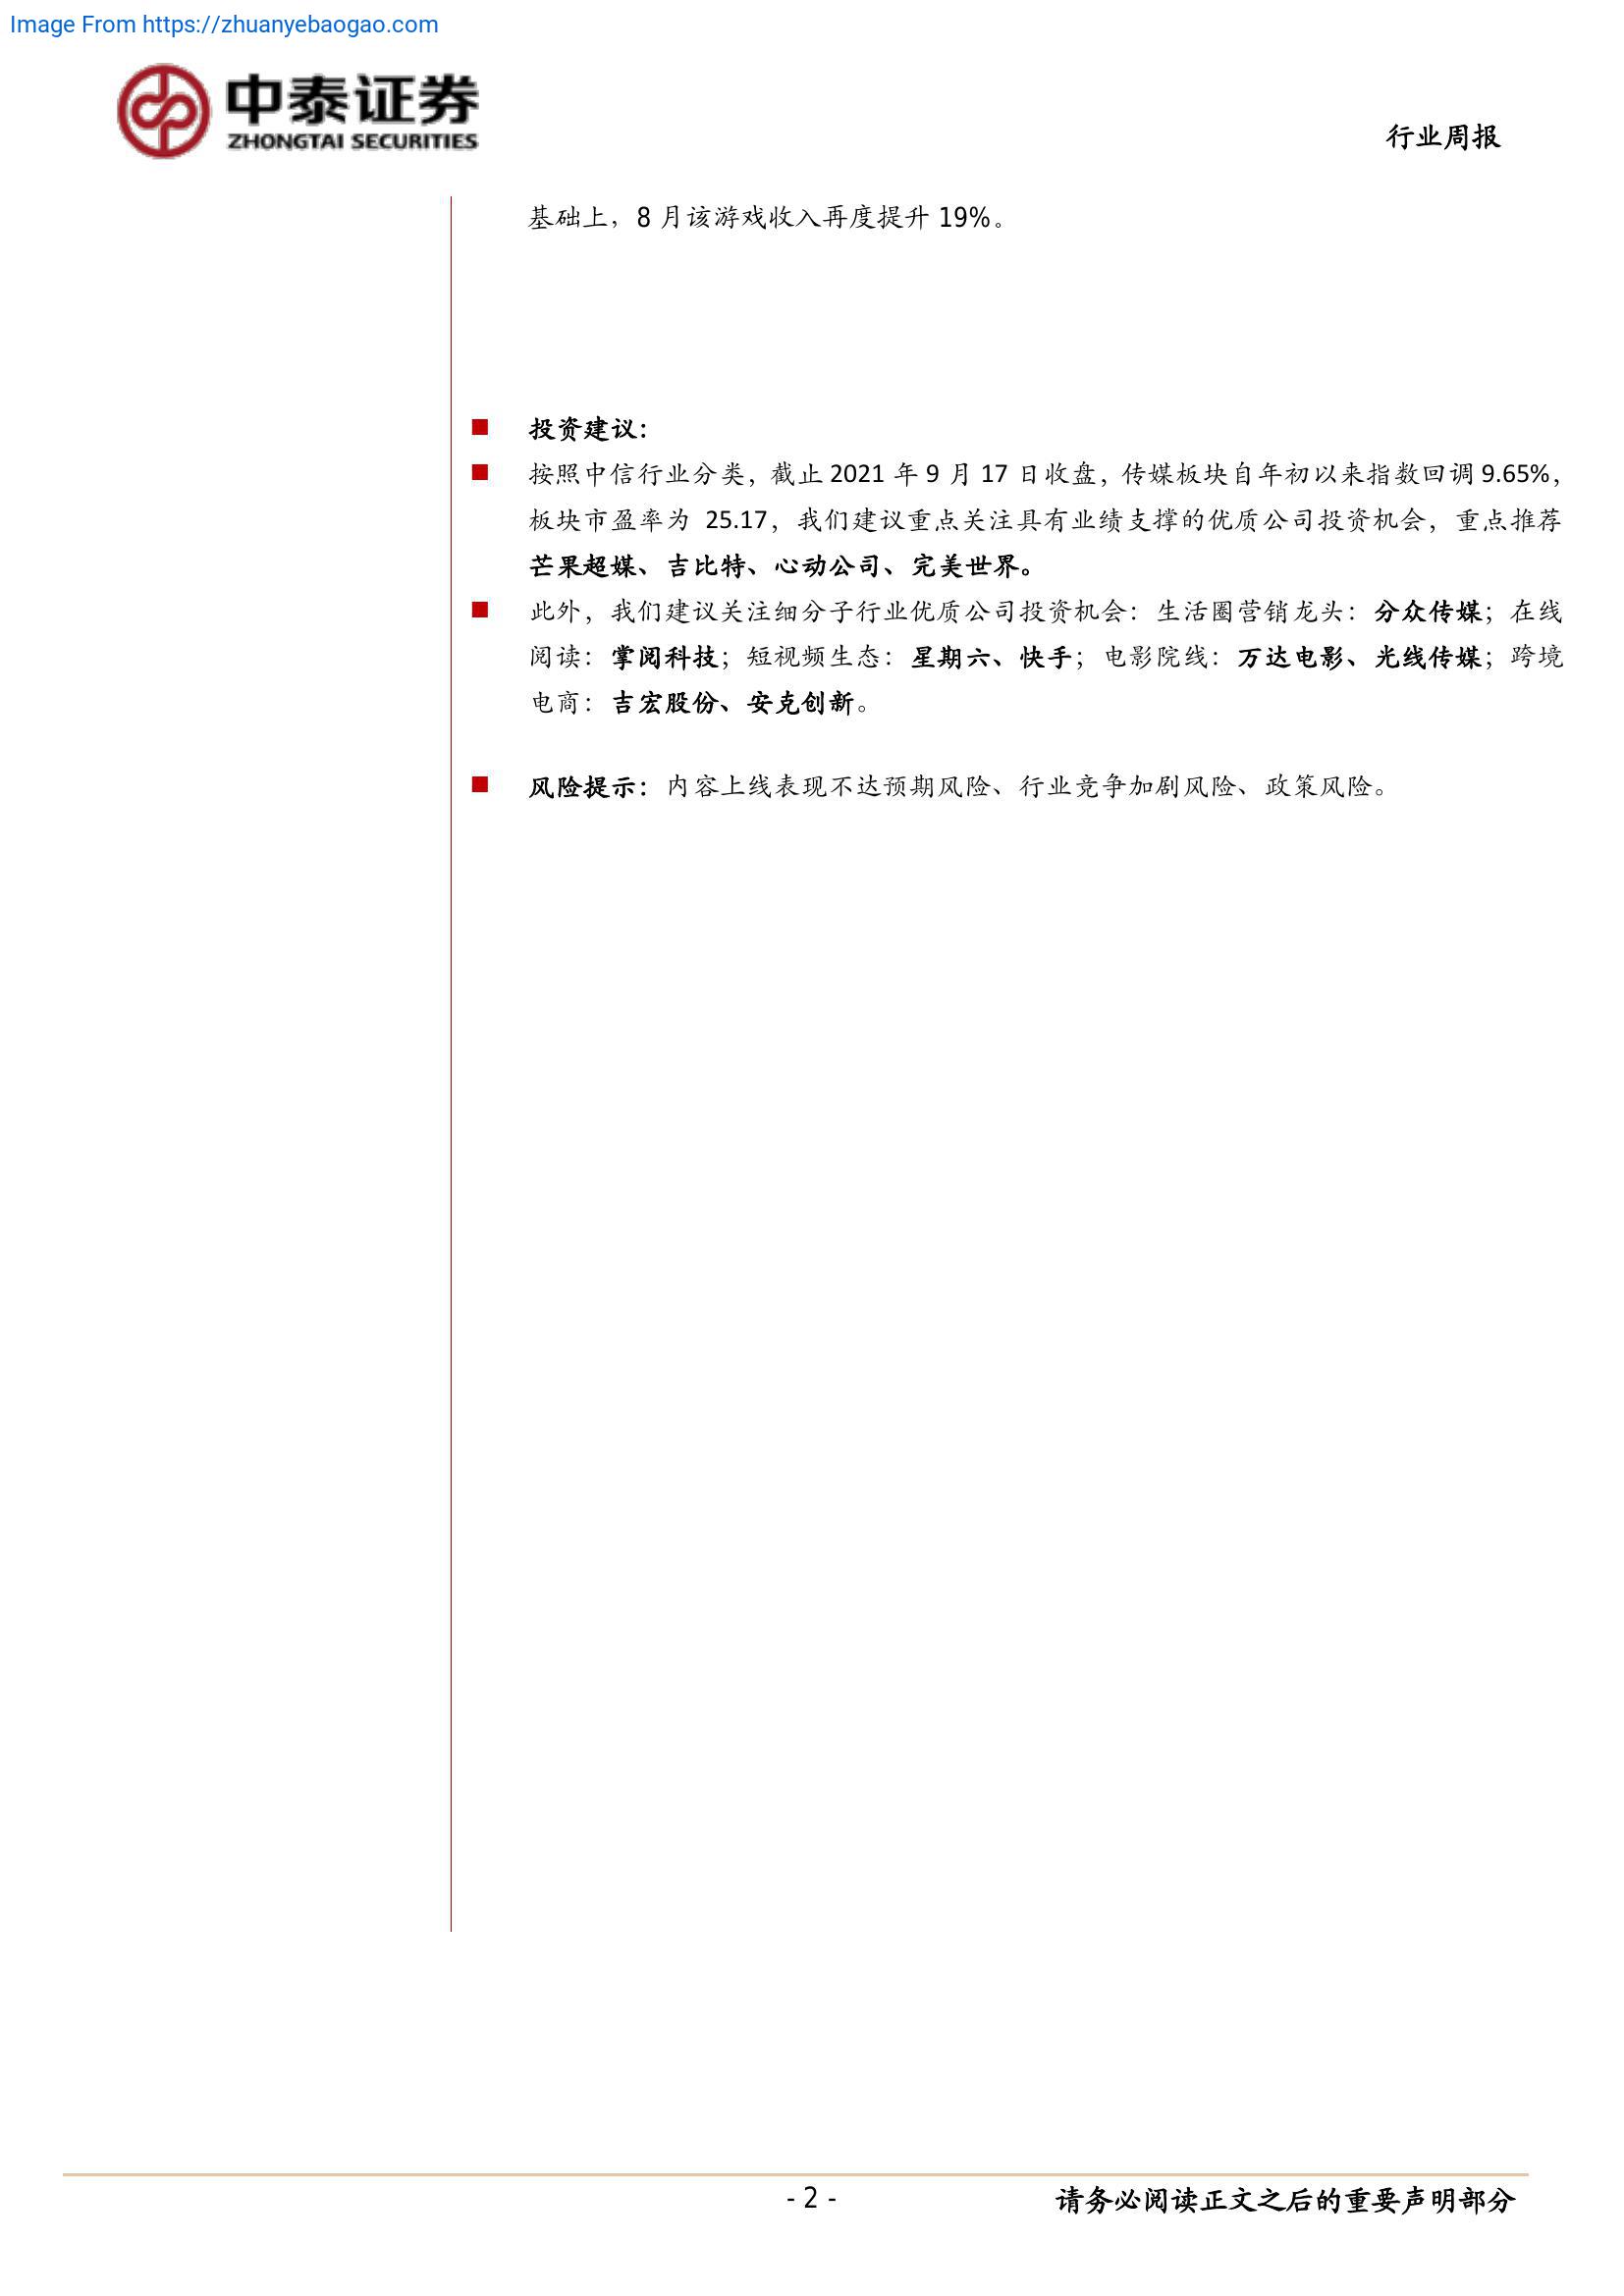 Image From https://zhuanyebaogao.com
中泰证券
ZHONGTAI SECURITIES
行业周报
基础上，8 月该游戏收入再度提升 19%。
■ 投资建议：
■ 按照中信行业分类，截止 2021 年 9 月 17 日收盘，传媒板块自年初以来指数回调 9.65%，
板块市盈率为 25.17，我们建议重点关注具有业绩支撑的优质公司投资机会，重点推荐
芒果超媒、吉比特、心动公司、完美世界。
■ 此外，我们建议关注细分子行业优质公司投资机会：生活圈营销龙头：分众传媒；在线
阅读：掌阅科技；短视频生态：星期六、快手；电影院线：万达电影、光线传媒；跨境
电商：吉宏股份、安克创新。
■ 风险提示：内容上线表现不达预期风险、行业竞争加剧风险、政策风险。
- 2 -
请务必阅读正文之后的重要声明部分